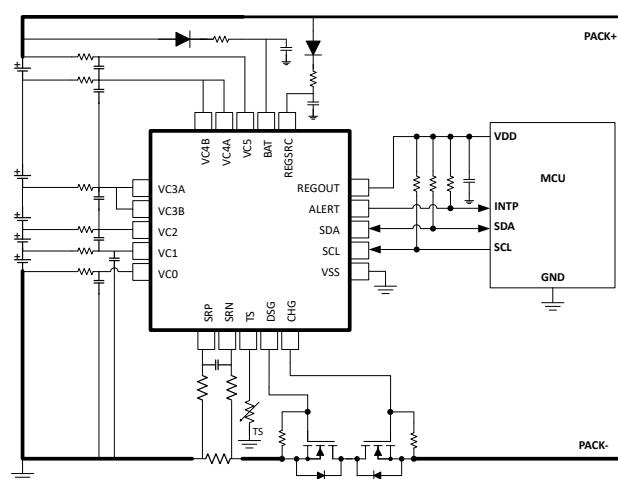 PACK+
VC4B
VC4A
VC5
BAT
REGSRC
VC3A
VC3B
VC2
VC1
VC0
REGOUT
ALERT
SDA
SCL
VSS
VDD
MCU
INTP
SDA
SCL
GND
SRP
SRN
TS
DSG
CHG
TS
PACK-